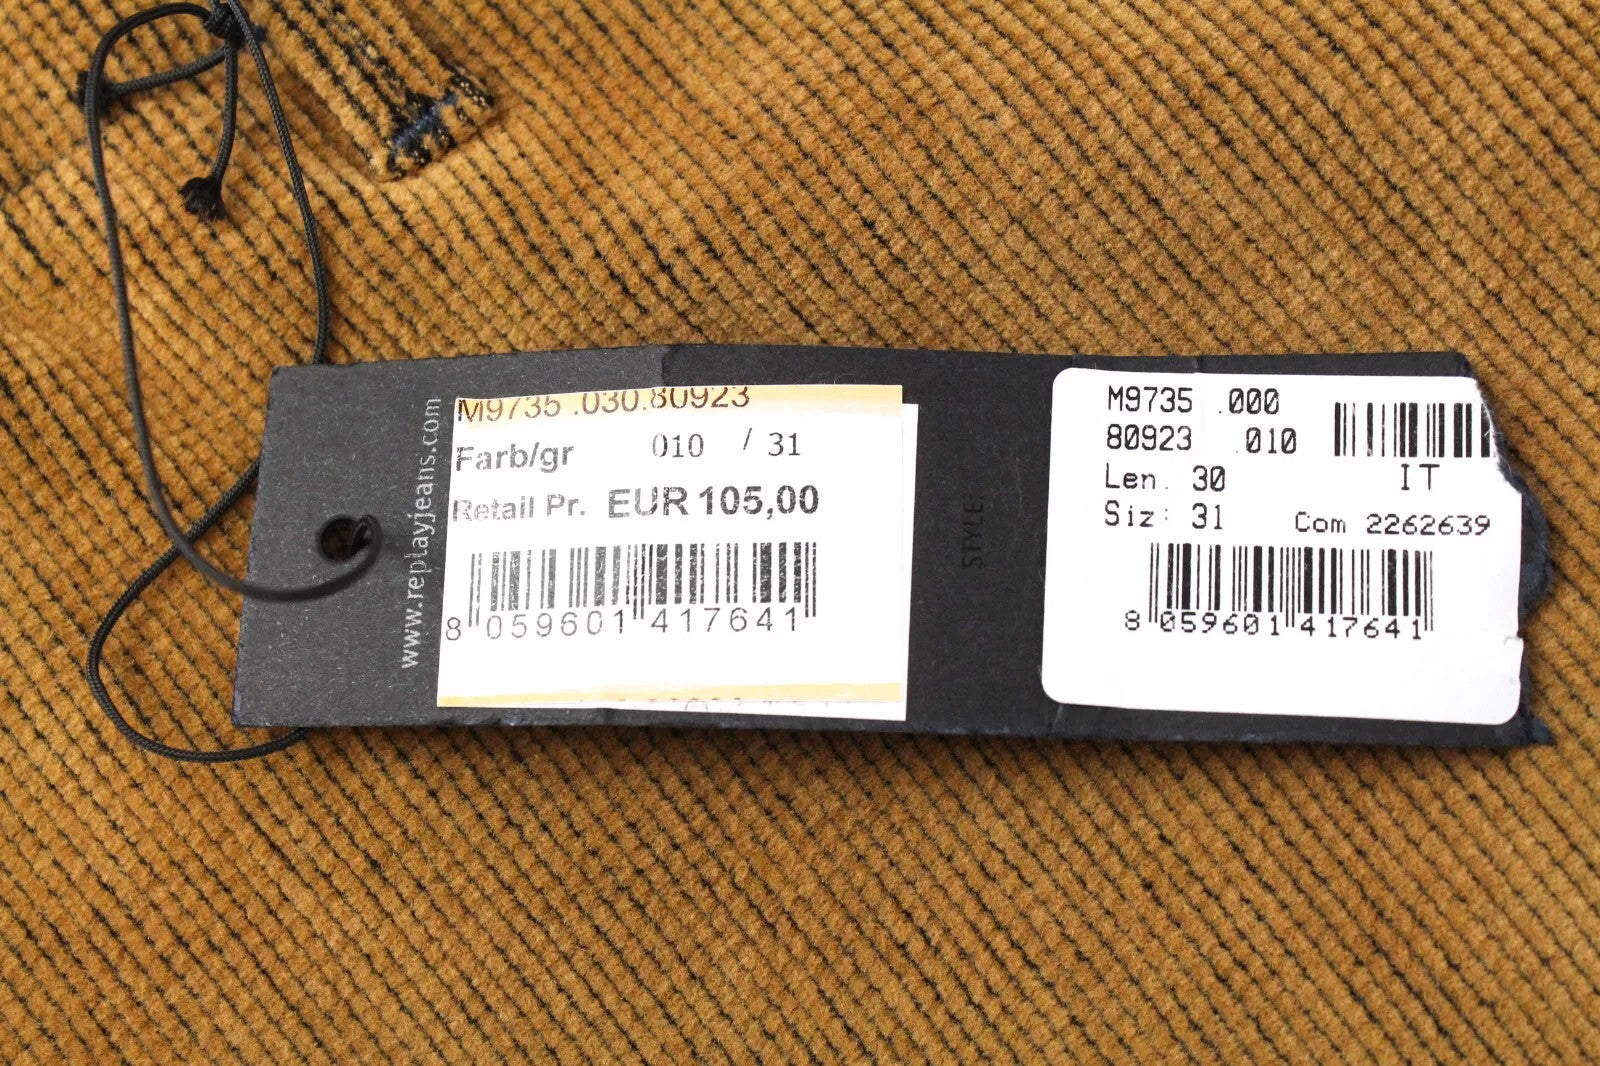 www.replayjeans.com
M9735 .030.80923
Farb/gr 010 / 31
Retail Pr. EUR 105,00
8 059601 417641
STYLE:
M9735 .000
80923 .010
Len. 30 IT
Siz: 31 Com 2262639
8 059601 417641